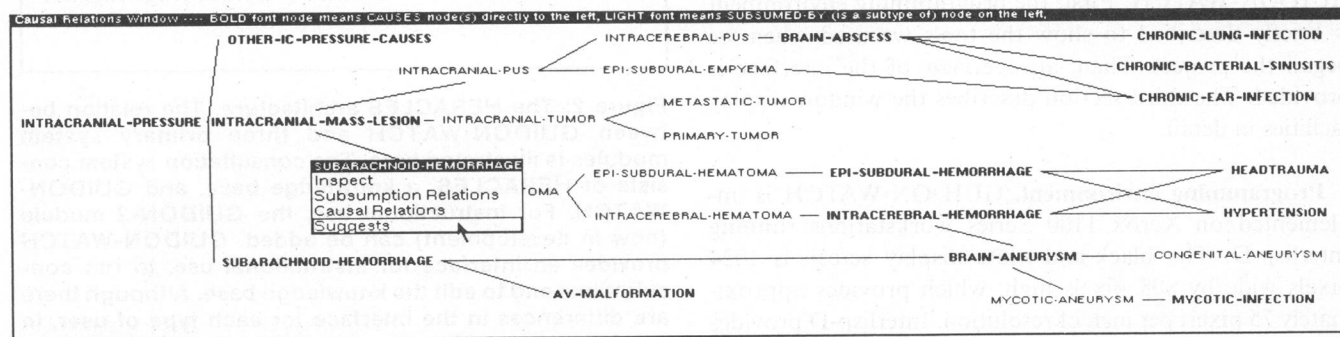 Causal Relations Window ---- BOLD font node means CAUSES node(s) directly to the left, LIGHT font means SUBSUMED-BY (is a subtype of) node on the left,
OTHER-IC-PRESSURE-CAUSES
INTRACEREBRAL-PUS
BRAIN-ABSCESS
CHRONIC-LUNG-INFECTION
INTRACRANIAL-PUS
EPI-SUBDURAL-EMPYEMA
CHRONIC-BACTERIAL-SINUSITIS
METASTATIC-TUMOR
CHRONIC-EAR-INFECTION
INTRACRANIAL-PRESSURE
INTRACRANIAL-MASS-LESION
INTRACRANIAL-TUMOR
PRIMARY-TUMOR
SUBARACHNOID-HEMORRHAGE
Inspect
Subsumption Relations
Causal Relations
Suggests
TOMA
EPI-SUBDURAL-HEMATOMA
EPI-SUBDURAL-HEMORRHAGE
HEADTRAUMA
INTRACEREBRAL-HEMATOMA
INTRACEREBRAL-HEMORRHAGE
HYPERTENSION
SUBARACHNOID-HEMORRHAGE
BRAIN-ANEURYSM
CONGENITAL-ANEURYSM
AV-MALFORMATION
MYCOTIC-ANEURYSM
MYCOTIC-INFECTION